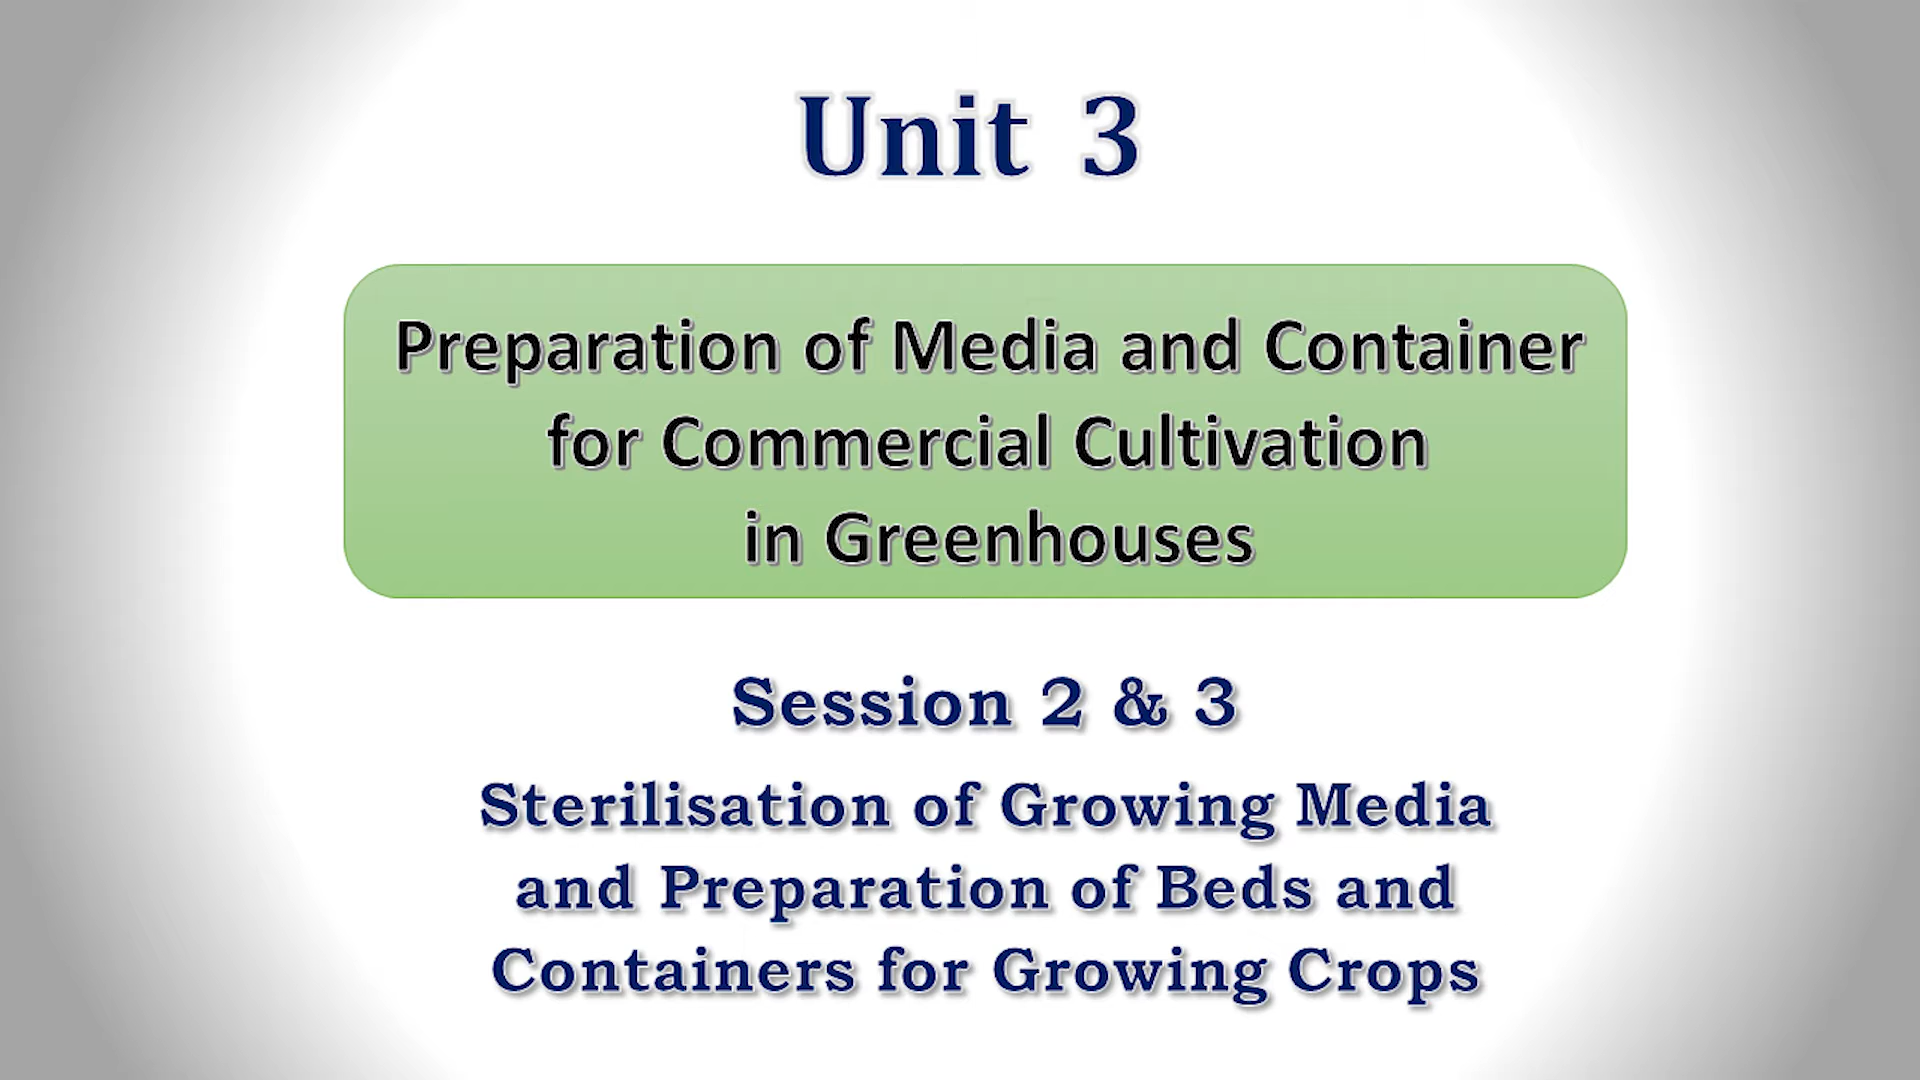 Unit 3
Preparation of Media and Container
for Commercial Cultivation
in Greenhouses
Session 2 & 3
Sterilisation of Growing Media
and Preparation of Beds and
Containers for Growing Crops